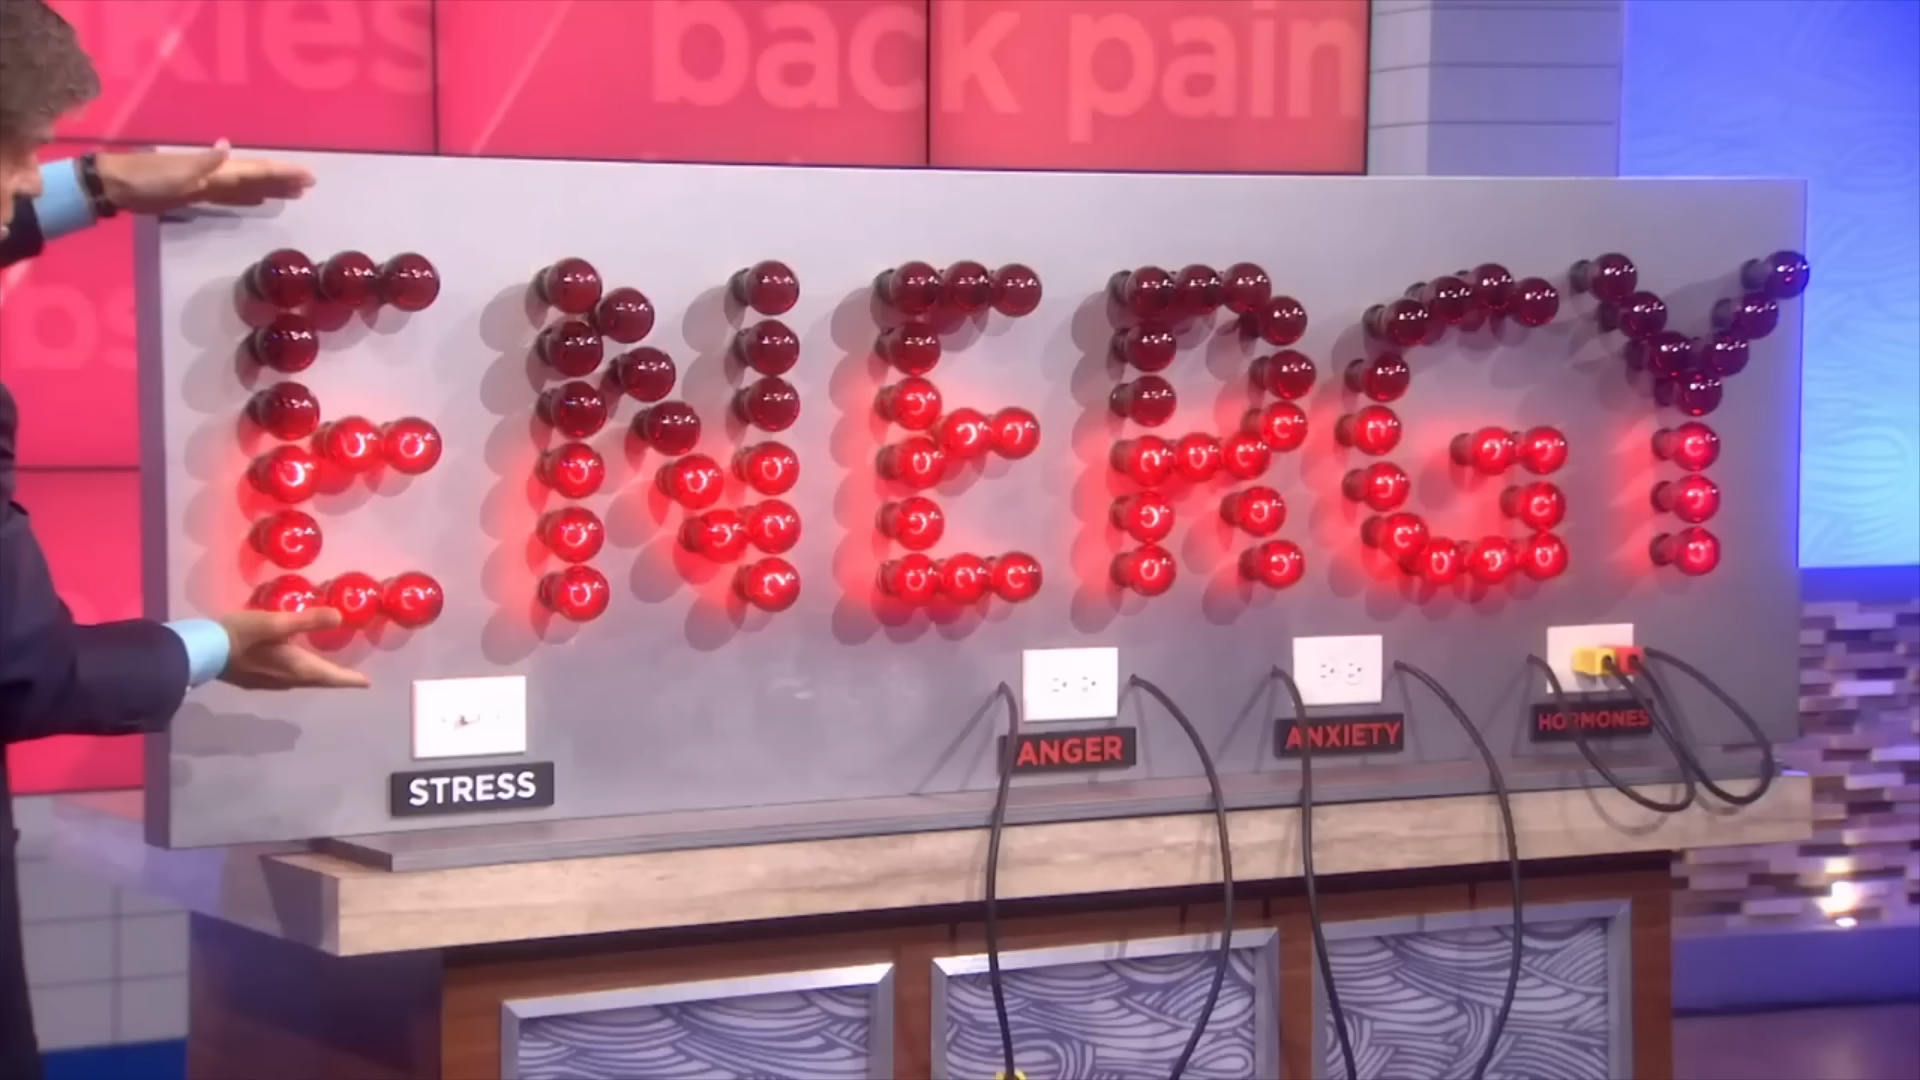 back pain
ENERGY
STRESS
ANGER
ANXIETY
HORMONES